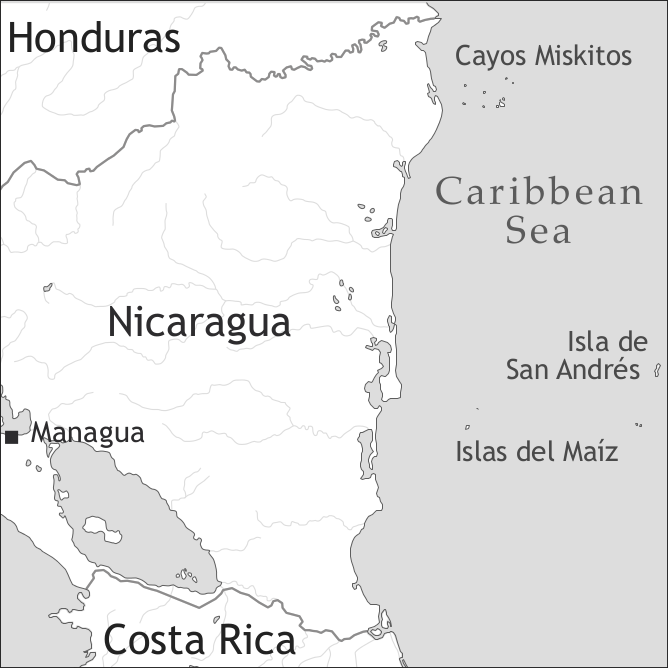 Honduras
Cayos Miskitos
Caribbean
Sea
Nicaragua
Isla de
San Andrés
Managua
Islas del Maíz
Costa Rica